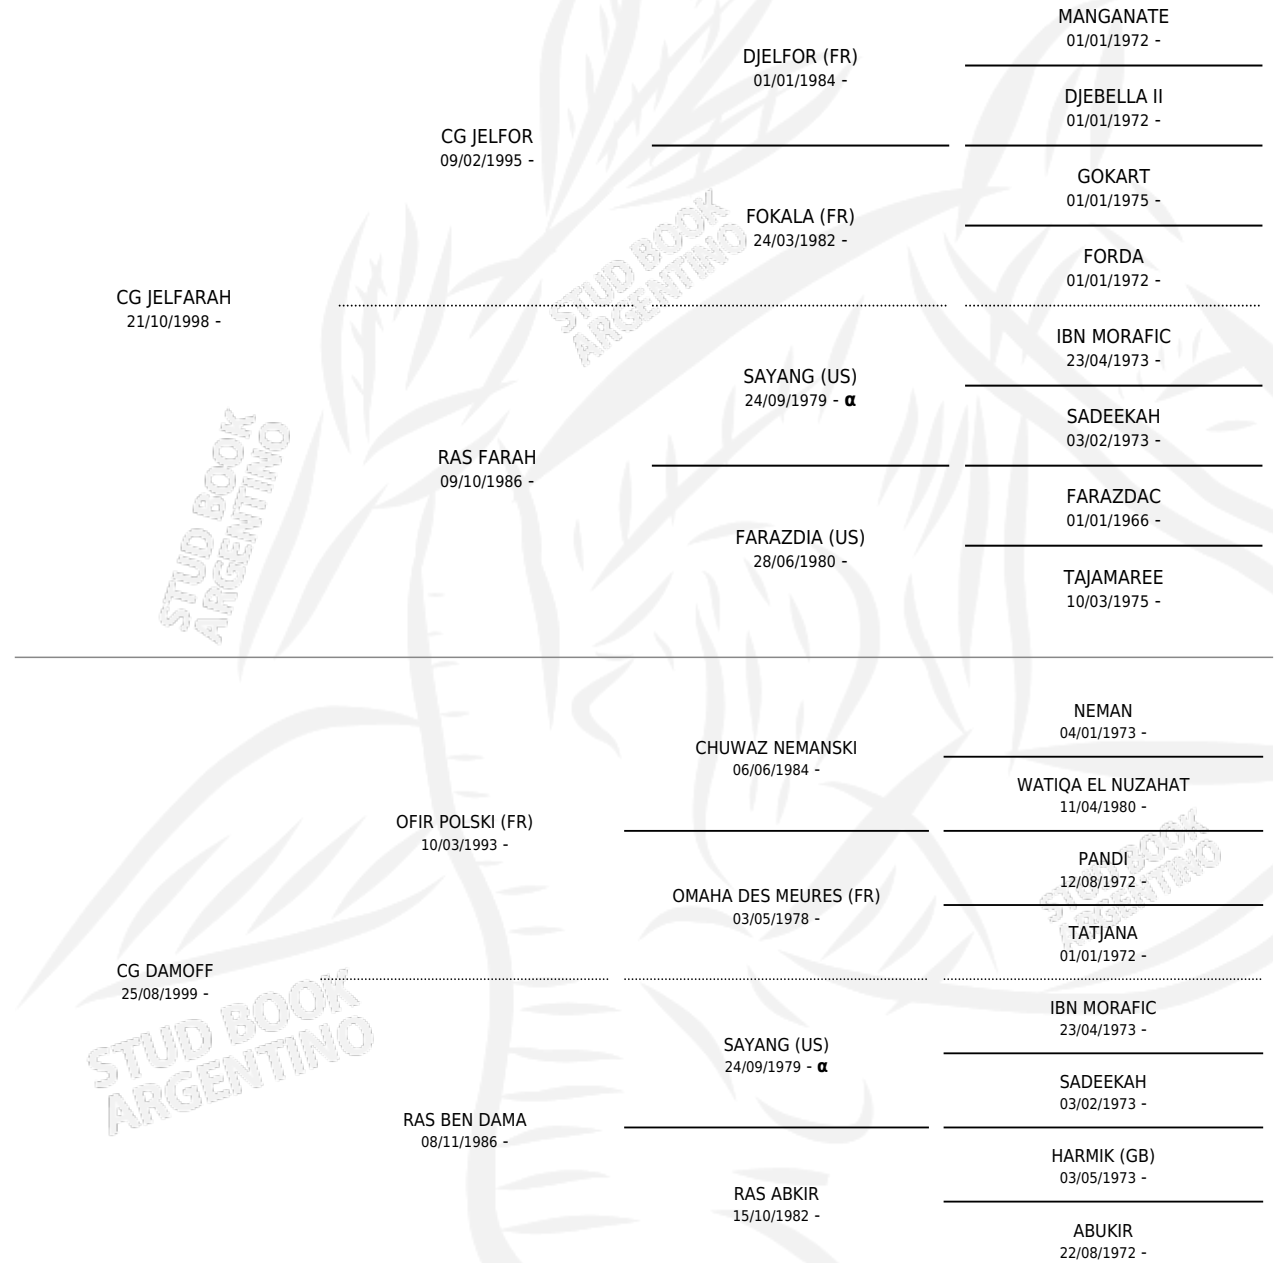 MANGANATE
01/01/1972 -
DJELFOR (FR)
01/01/1984 -
DJEBELLA II
01/01/1972 -
CG JELFOR
09/02/1995 -
GOKART
01/01/1975 -
FOKALA (FR)
24/03/1982 -
FORDA
01/01/1972 -
CG JELFARAH
21/10/1998 -
IBN MORAFIC
23/04/1973 -
SAYANG (US)
24/09/1979 - α
SADEEKAH
03/02/1973 -
RAS FARAH
09/10/1986 -
FARAZDAC
01/01/1966 -
FARAZDIA (US)
28/06/1980 -
TAJAMAREE
10/03/1975 -
STUD BOOK
ARGENTINO
STUD BOOK
ARGENTINO
NEMAN
04/01/1973 -
CHUWAZ NEMANSKI
06/06/1984 -
WATIQA EL NUZAHAT
11/04/1980 -
OFIR POLSKI (FR)
10/03/1993 -
PANDI
12/08/1972 -
OMAHA DES MEURES (FR)
03/05/1978 -
TATJANA
01/01/1972 -
STUD BOOK
ARGENTINO
CG DAMOFF
25/08/1999 -
IBN MORAFIC
23/04/1973 -
SAYANG (US)
24/09/1979 - α
SADEEKAH
03/02/1973 -
STUD BOOK
ARGENTINO
RAS BEN DAMA
08/11/1986 -
HARMIK (GB)
03/05/1973 -
RAS ABKIR
15/10/1982 -
ABUKIR
22/08/1972 -